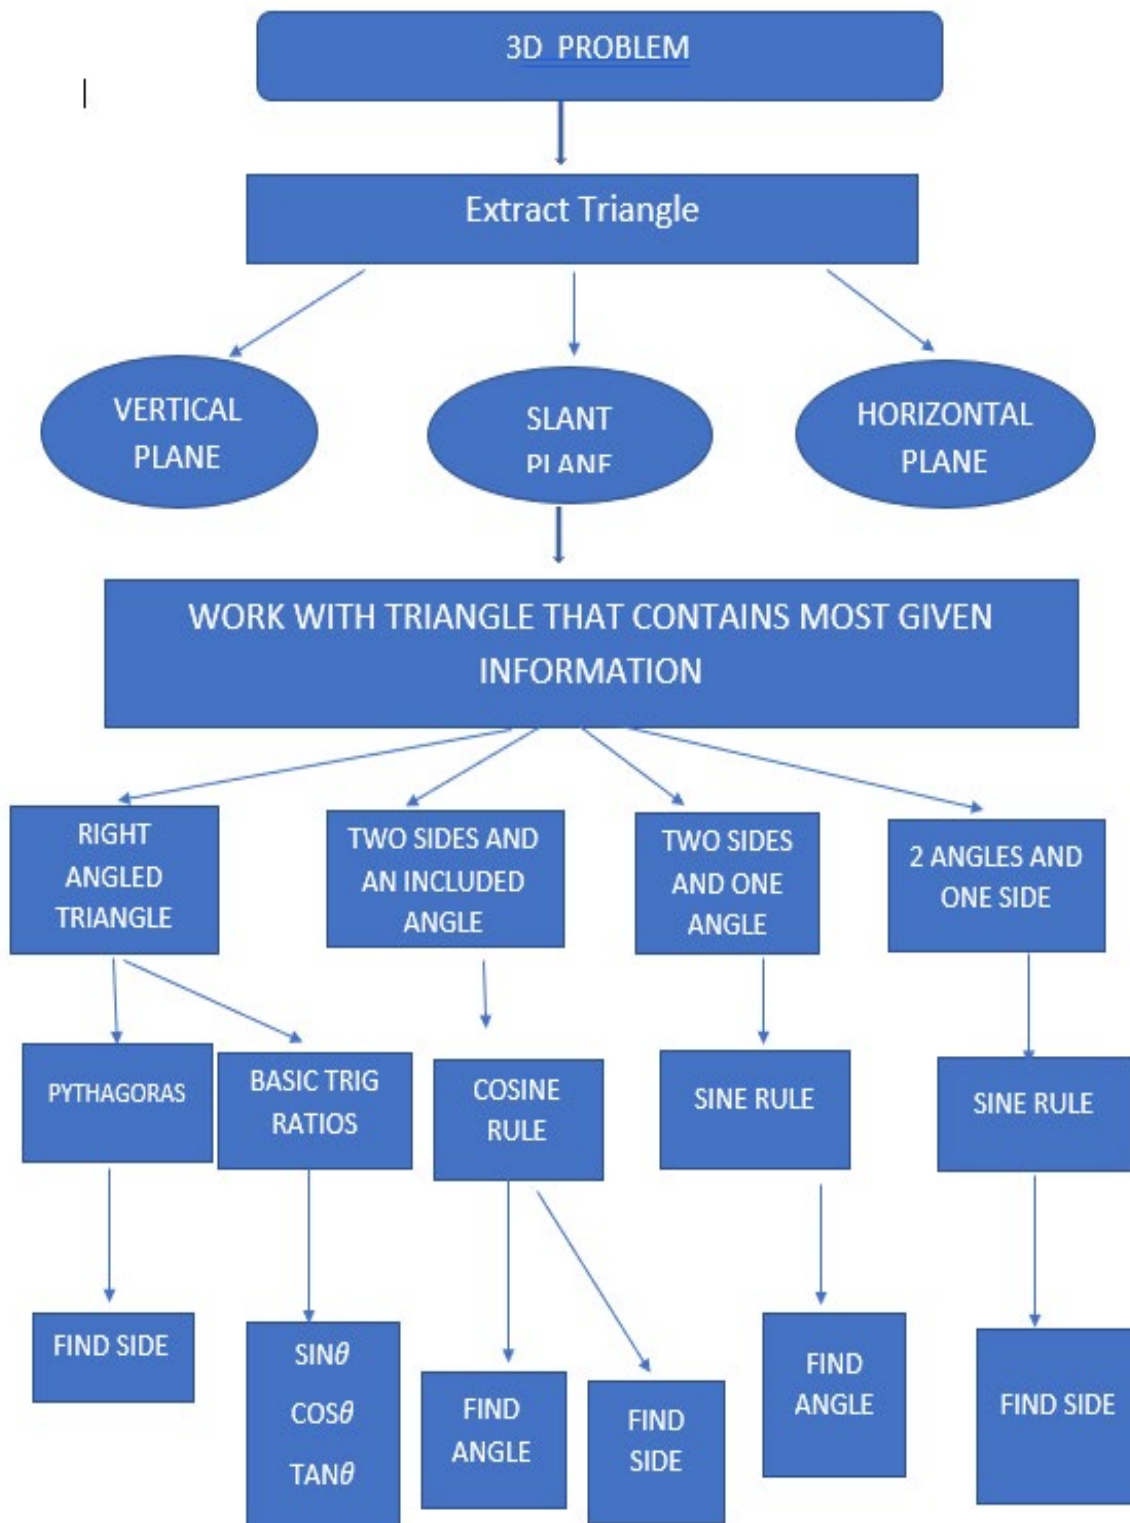 3D PROBLEM
Extract Triangle
VERTICAL
PLANE
SLANT
PLANE
HORIZONTAL
PLANE
WORK WITH TRIANGLE THAT CONTAINS MOST GIVEN
INFORMATION
RIGHT
ANGLED
TRIANGLE
TWO SIDES AND
AN INCLUDED
ANGLE
TWO SIDES
AND ONE
ANGLE
2 ANGLES AND
ONE SIDE
PYTHAGORAS
BASIC TRIG
RATIOS
COSINE
RULE
SINE RULE
SINE RULE
FIND SIDE
SINθ
COSθ
TANθ
FIND
ANGLE
FIND
SIDE
FIND
ANGLE
FIND SIDE